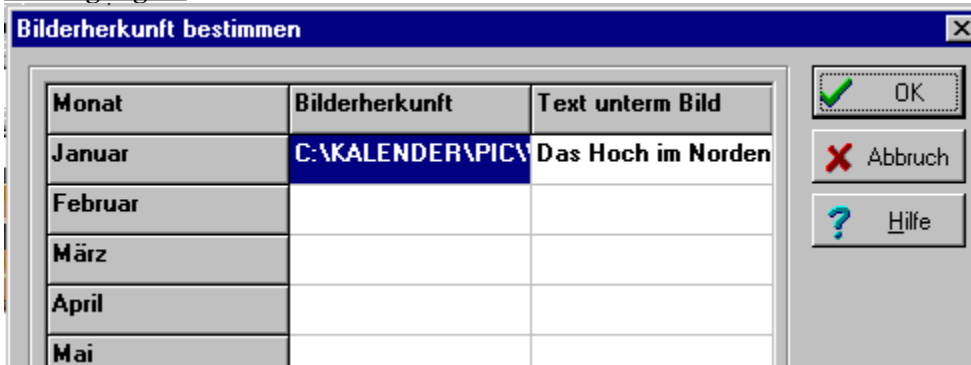 Bilderherkunft bestimmen
Monat Bilderherkunft Text unterm Bild
Januar C:\KALENDER\PIC\ Das Hoch im Norden
Februar
März
April
Mai
OK
Abbruch
Hilfe